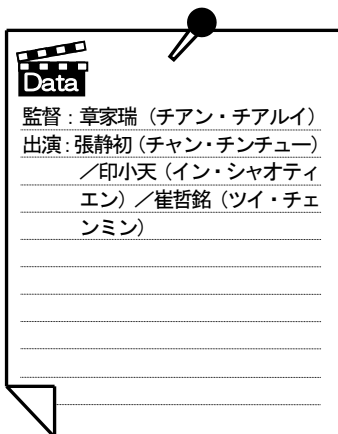 Data
監督：章家瑞（チアン・チアルイ）
出演：張静初（チャン・チンチュー）
／印小天（イン・シャオティ
エン）／崔哲銘（ツイ・チェ
ンミン）